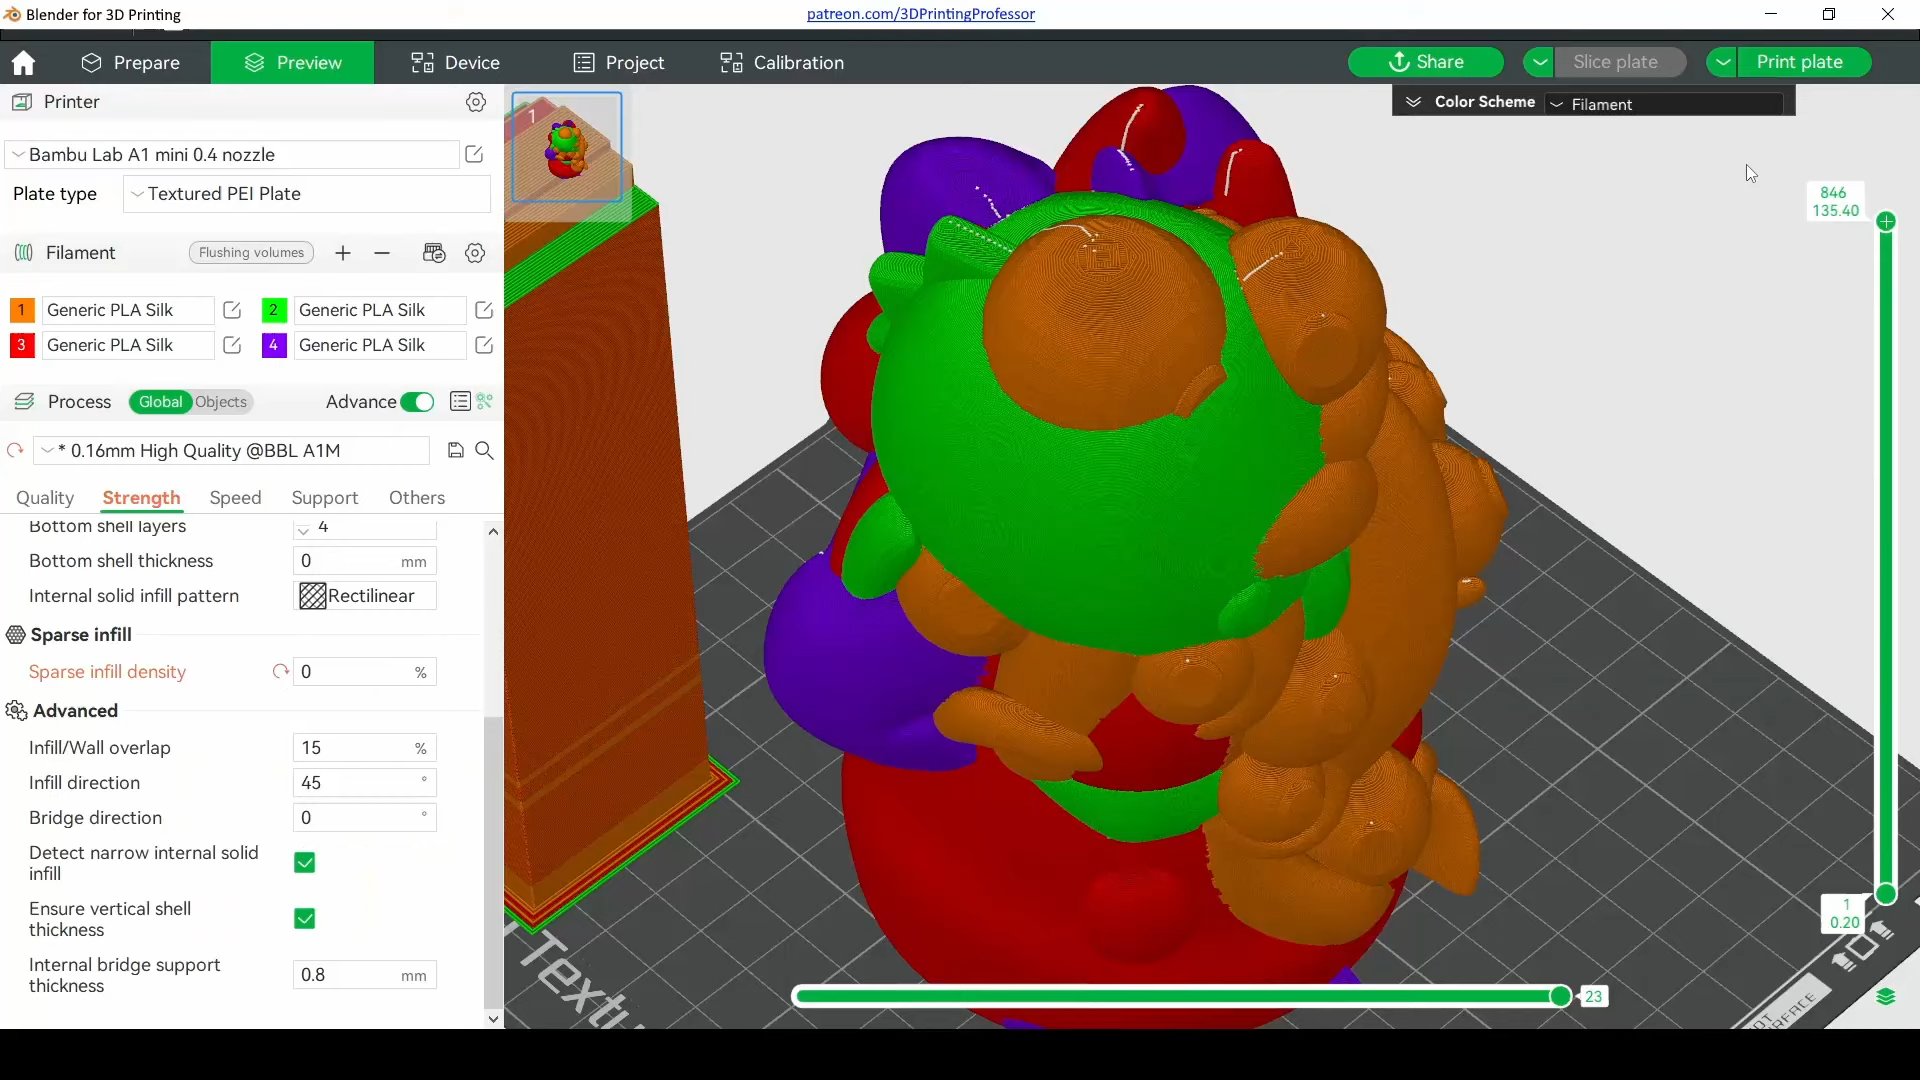 Blender for 3D Printing
patreon.com/3DPrintingProfessor
Prepare
Preview
Device
Project
Calibration
Share
Slice plate
Print plate
Printer
Color Scheme
Filament
1
Bambu Lab A1 mini 0.4 nozzle
Plate type
Textured PEI Plate
846
135.40
Filament
Flushing volumes
1 Generic PLA Silk
2 Generic PLA Silk
3 Generic PLA Silk
4 Generic PLA Silk
Process
Global
Objects
Advance
* 0.16mm High Quality @BBL A1M
Quality
Strength
Speed
Support
Others
Bottom shell layers
4
Bottom shell thickness
0 mm
Internal solid infill pattern
Rectilinear
Sparse infill
Sparse infill density
0 %
Advanced
Infill/Wall overlap
15 %
Infill direction
45 °
Bridge direction
0 °
Detect narrow internal solid
infill
Ensure vertical shell
thickness
Internal bridge support
thickness
0.8 mm
1
0.20
23